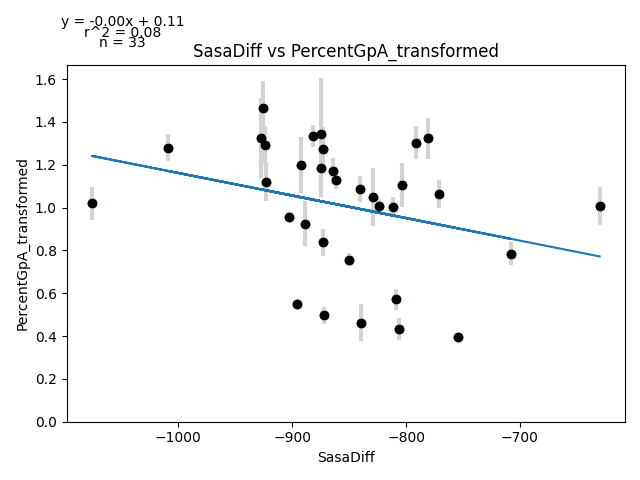 y = -0.00x + 0.11
r^2 = 0.08
n = 33
SasaDiff vs PercentGpA_transformed
1.6
1.4
1.2
1.0
0.8
0.6
0.4
0.2
0.0
PercentGpA_transformed
−1000
−900
−800
−700
SasaDiff